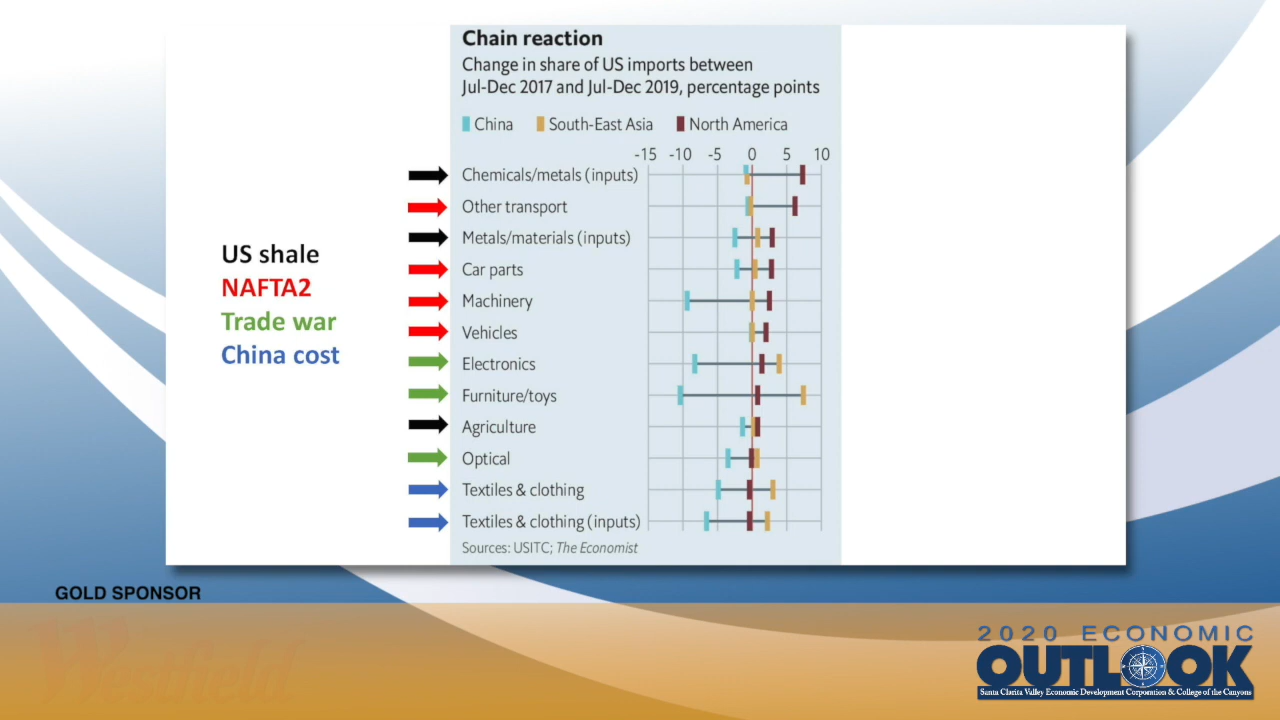 Chain reaction
Change in share of US imports between
Jul-Dec 2017 and Jul-Dec 2019, percentage points
China South-East Asia North America
-15 -10 -5 0 5 10
Chemicals/metals (inputs)
Other transport
Metals/materials (inputs)
Car parts
Machinery
Vehicles
Electronics
Furniture/toys
Agriculture
Optical
Textiles & clothing
Textiles & clothing (inputs)
Sources: USITC; The Economist
US shale
NAFTA2
Trade war
China cost
GOLD SPONSOR
Westfield
2020 ECONOMIC
OUTLOOK
Santa Clarita Valley Economic Development Corporation & College of the Canyons